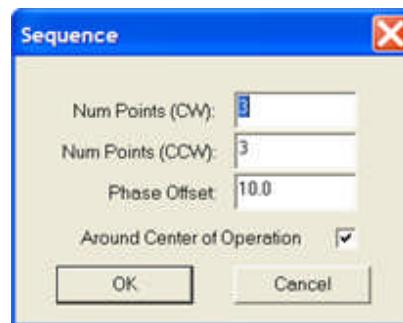 Sequence
Num Points (CW): 3
Num Points (CCW): 3
Phase Offset: 10.0
Around Center of Operation
OK Cancel